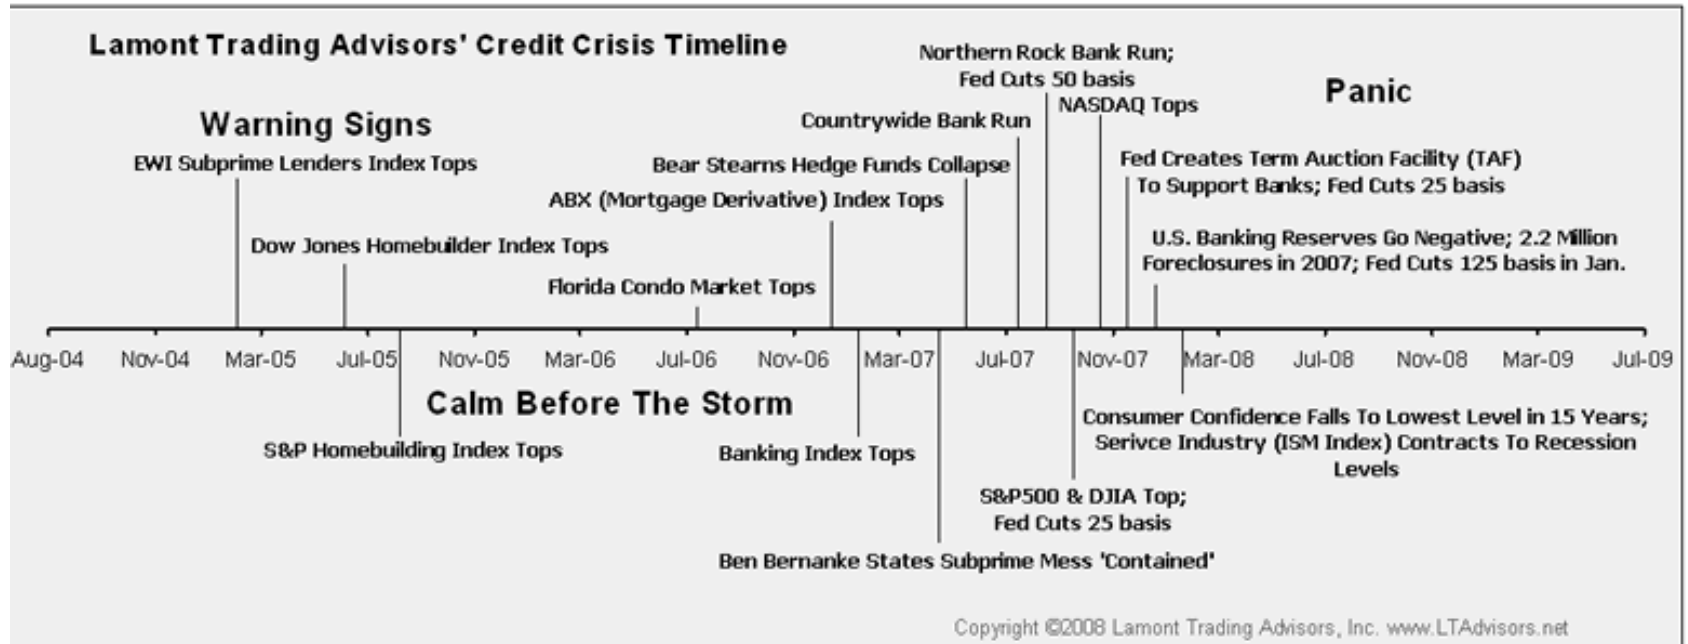 Lamont Trading Advisors' Credit Crisis Timeline
Northern Rock Bank Run;
Fed Cuts 50 basis
Panic
NASDAQ Tops
Warning Signs
Countrywide Bank Run
EWI Subprime Lenders Index Tops
Bear Stearns Hedge Funds Collapse
Fed Creates Term Auction Facility (TAF)
To Support Banks; Fed Cuts 25 basis
ABX (Mortgage Derivative) Index Tops
Dow Jones Homebuilder Index Tops
U.S. Banking Reserves Go Negative; 2.2 Million
Foreclosures in 2007; Fed Cuts 125 basis in Jan.
Florida Condo Market Tops
Aug-04 Nov-04 Mar-05 Jul-05 Nov-05 Mar-06 Jul-06 Nov-06 Mar-07 Jul-07 Nov-07 Mar-08 Jul-08 Nov-08 Mar-09 Jul-09
Calm Before The Storm
S&P Homebuilding Index Tops
Banking Index Tops
Consumer Confidence Falls To Lowest Level in 15 Years;
Serivce Industry (ISM Index) Contracts To Recession
Levels
S&P500 & DJIA Top;
Fed Cuts 25 basis
Ben Bernanke States Subprime Mess 'Contained'
Copyright ©2008 Lamont Trading Advisors, Inc. www.LTAdvisors.net